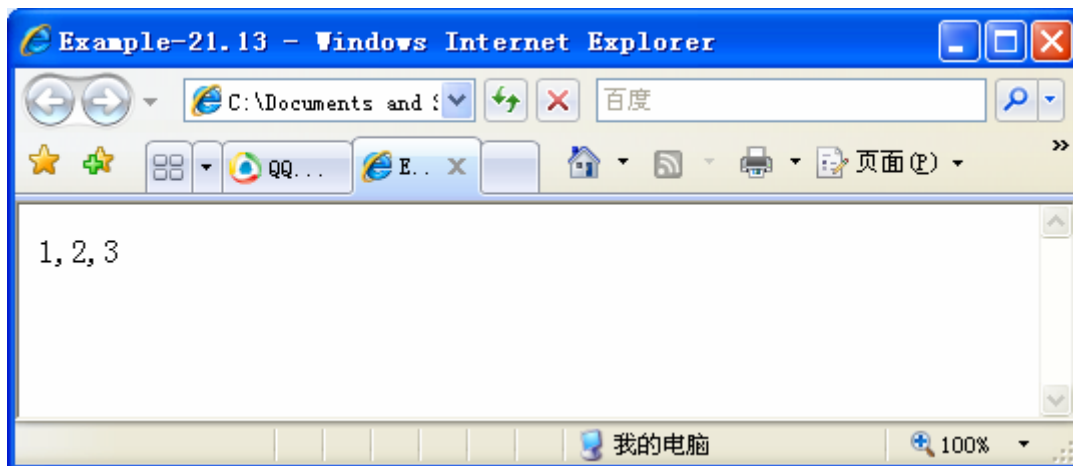 Example-21.13 - Windows Internet Explorer
C:\Documents and S
百度
QQ...
E..
页面(P)
»
1,2,3
我的电脑
100%